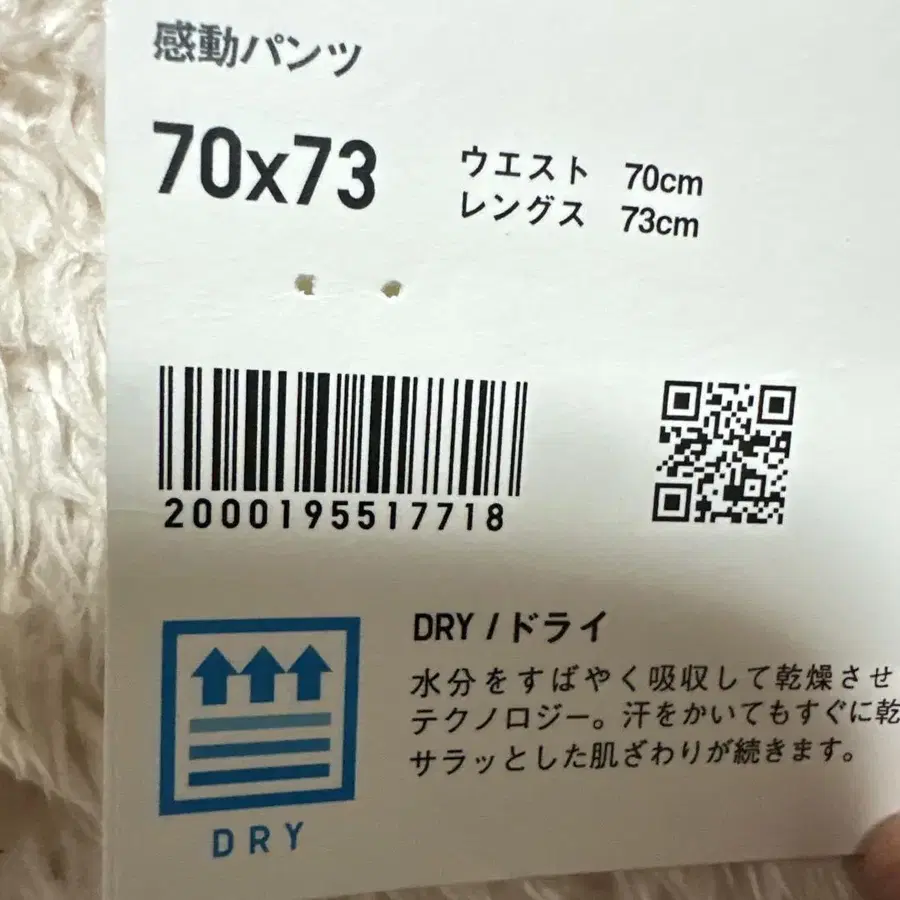 感動パンツ
70x73
ウエスト 70cm
レングス 73cm
2000195517718
DRY / ドライ
水分をすばやく吸収して乾燥させ
テクノロジー。汗をかいてもすぐに乾
サラッとした肌ざわりが続きます。
DRY